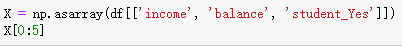 X = np.asarray(df[['income', 'balance', 'student_Yes']])
X[0:5]